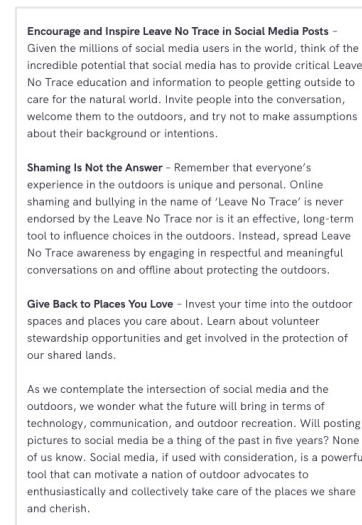 Encourage and Inspire Leave No Trace in Social Media Posts –
Given the millions of social media users in the world, think of the
incredible potential that social media has to provide critical Leave
No Trace education and information to people getting outside to
care for the natural world. Invite people into the conversation,
welcome them to the outdoors, and try not to make assumptions
about their background or intentions.
Shaming Is Not the Answer – Remember that everyone's
experience in the outdoors is unique and personal. Online
shaming and bullying in the name of 'Leave No Trace' is never
endorsed by the Leave No Trace nor is it an effective, long-term
tool to influence choices in the outdoors. Instead, spread Leave
No Trace awareness by engaging in respectful and meaningful
conversations on and offline about protecting the outdoors.
Give Back to Places You Love – Invest your time into the outdoor
spaces and places you care about. Learn about volunteer
stewardship opportunities and get involved in the protection of
our shared lands.
As we contemplate the intersection of social media and the
outdoors, we wonder what the future will bring in terms of
technology, communication, and outdoor recreation. Will posting
pictures to social media be a thing of the past in five years? None
of us know. Social media, if used with consideration, is a powerfu
tool that can motivate a nation of outdoor advocates to
enthusiastically and collectively take care of the places we share
and cherish.